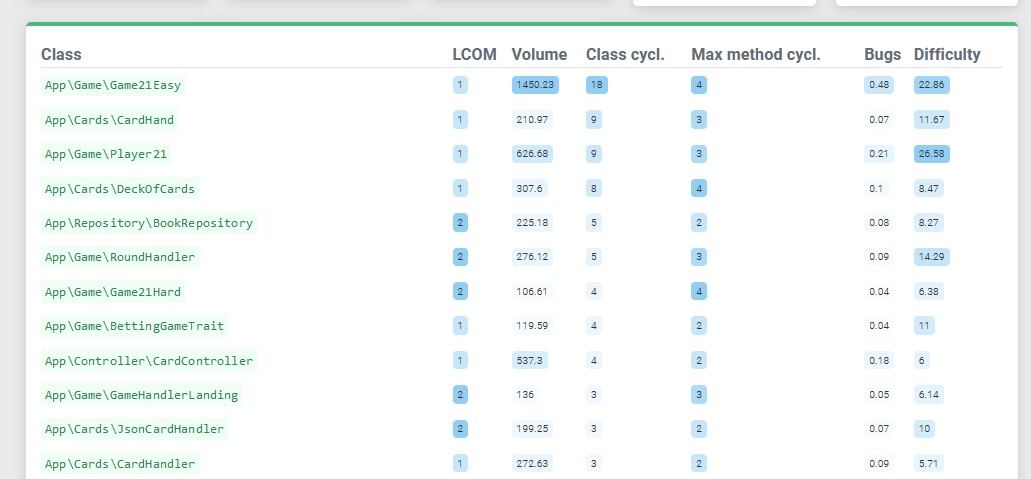 Class LCOM Volume Class cycl. Max method cycl. Bugs Difficulty
App\Game\Game21Easy 1 1450.23 18 4 0.48 22.86
App\Cards\CardHand 1 210.97 9 3 0.07 11.67
App\Game\Player21 1 626.68 9 3 0.21 26.58
App\Cards\DeckOfCards 1 307.6 8 4 0.1 8.47
App\Repository\BookRepository 2 225.18 5 2 0.08 8.27
App\Game\RoundHandler 2 276.12 5 3 0.09 14.29
App\Game\Game21Hard 2 106.61 4 4 0.04 6.38
App\Game\BettingGameTrait 1 119.59 4 2 0.04 11
App\Controller\CardController 1 537.3 4 2 0.18 6
App\Game\GameHandlerLanding 2 136 3 3 0.05 6.14
App\Cards\JsonCardHandler 2 199.25 3 2 0.07 10
App\Cards\CardHandler 1 272.63 3 2 0.09 5.71